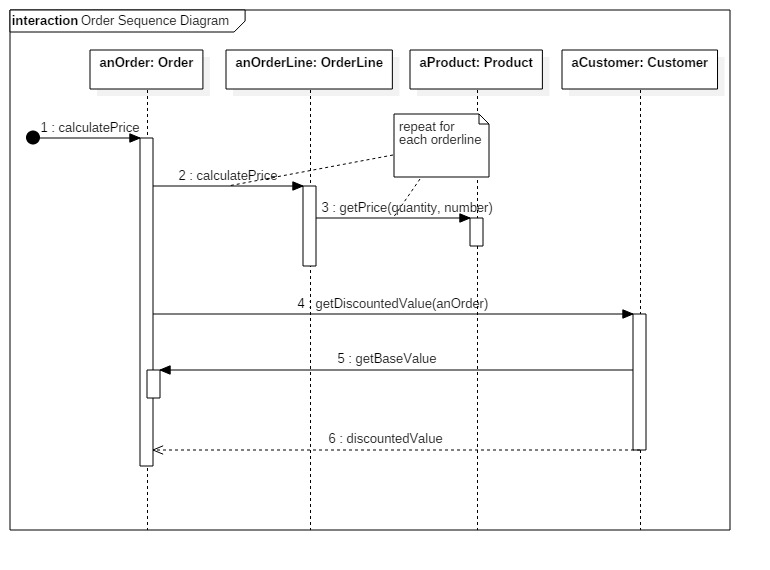 interaction Order Sequence Diagram
anOrder: Order
anOrderLine: OrderLine
aProduct: Product
aCustomer: Customer
1 : calculatePrice
repeat for
each orderline
2 : calculatePrice
3 : getPrice(quantity, number)
4 : getDiscountedValue(anOrder)
5 : getBaseValue
6 : discountedValue